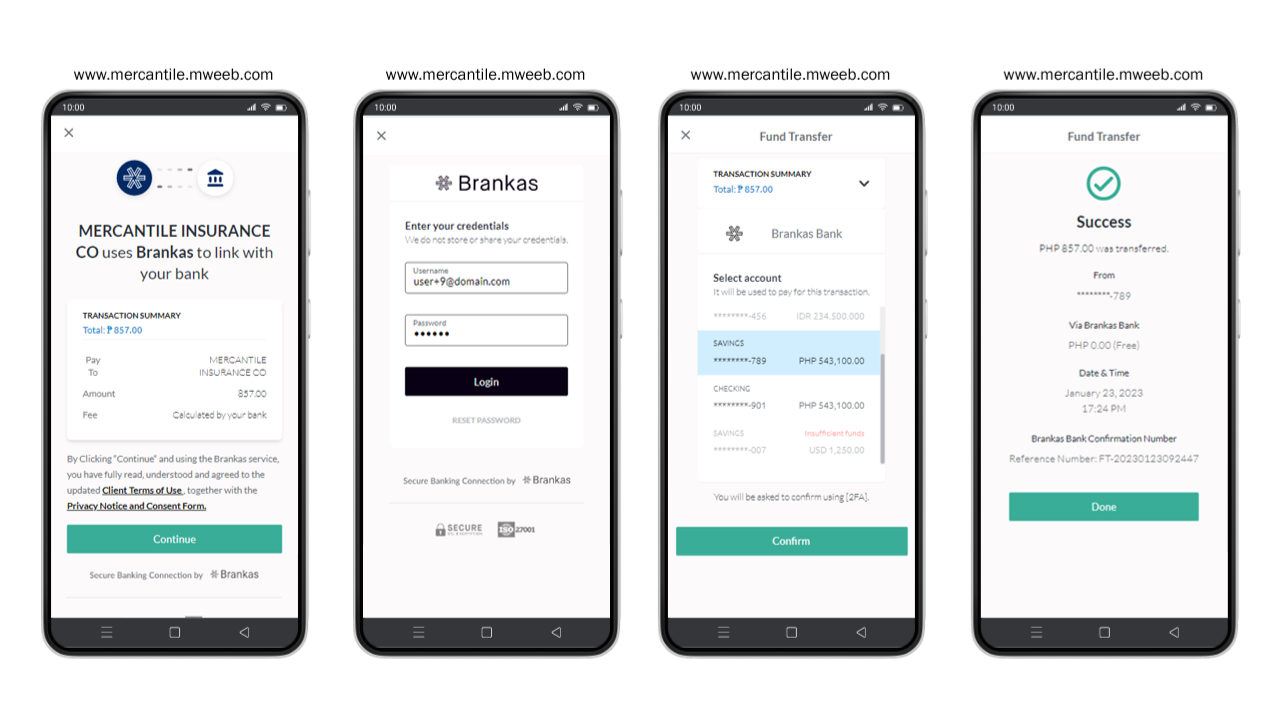 www.mercantile.mweeb.com
10:00
MERCANTILE INSURANCE
CO uses Brankas to link with
your bank
TRANSACTION SUMMARY
Total: ₱ 857.00
Pay To MERCANTILE INSURANCE CO
Amount 857.00
Fee Calculated by your bank
By Clicking "Continue" and using the Brankas service,
you have fully read, understood and agreed to the
updated Client Terms of Use , together with the
Privacy Notice and Consent Form.
Continue
Secure Banking Connection by Brankas
www.mercantile.mweeb.com
10:00
Brankas
Enter your credentials
We do not store or share your credentials.
Username
user+9@domain.com
Password
••••••
Login
RESET PASSWORD
Secure Banking Connection by Brankas
SECURE
SSL ENCRYPTION
ISO 27001
www.mercantile.mweeb.com
10:00
Fund Transfer
TRANSACTION SUMMARY
Total: ₱ 857.00
Brankas Bank
Select account
It will be used to pay for this transaction.
********-456 IDR 234,500.000
SAVINGS
********-789 PHP 543,100.00
CHECKING
********-901 PHP 543,100.00
SAVINGS Insufficient funds
********-007 USD 1,250.00
You will be asked to confirm using [2FA].
Confirm
www.mercantile.mweeb.com
10:00
Fund Transfer
Success
PHP 857.00 was transferred.
From
********-789
Via Brankas Bank
PHP 0.00 (Free)
Date & Time
January 23, 2023
17:24 PM
Brankas Bank Confirmation Number
Reference Number: FT-20230123092447
Done